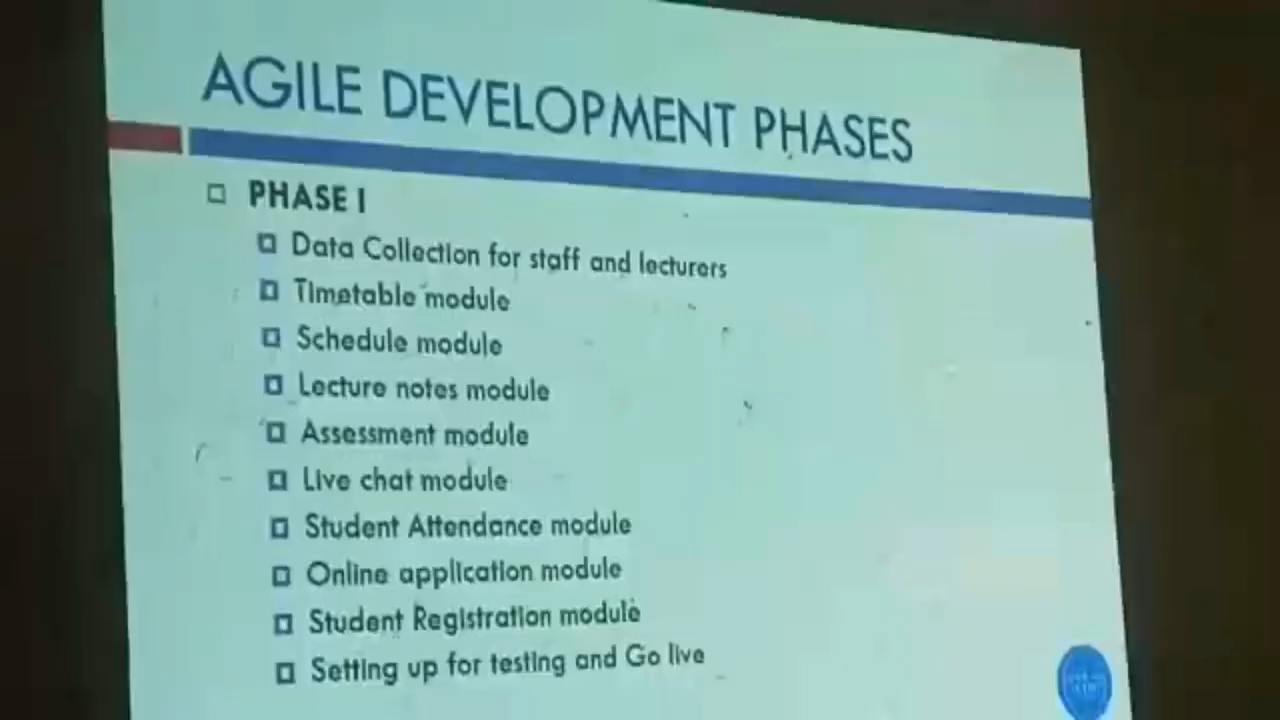 AGILE DEVELOPMENT PHASES
PHASE I
Data Collection for staff and lecturers
Timetable module
Schedule module
Lecture notes module
Assessment module
Live chat module
Student Attendance module
Online application module
Student Registration module
Setting up for testing and Go live